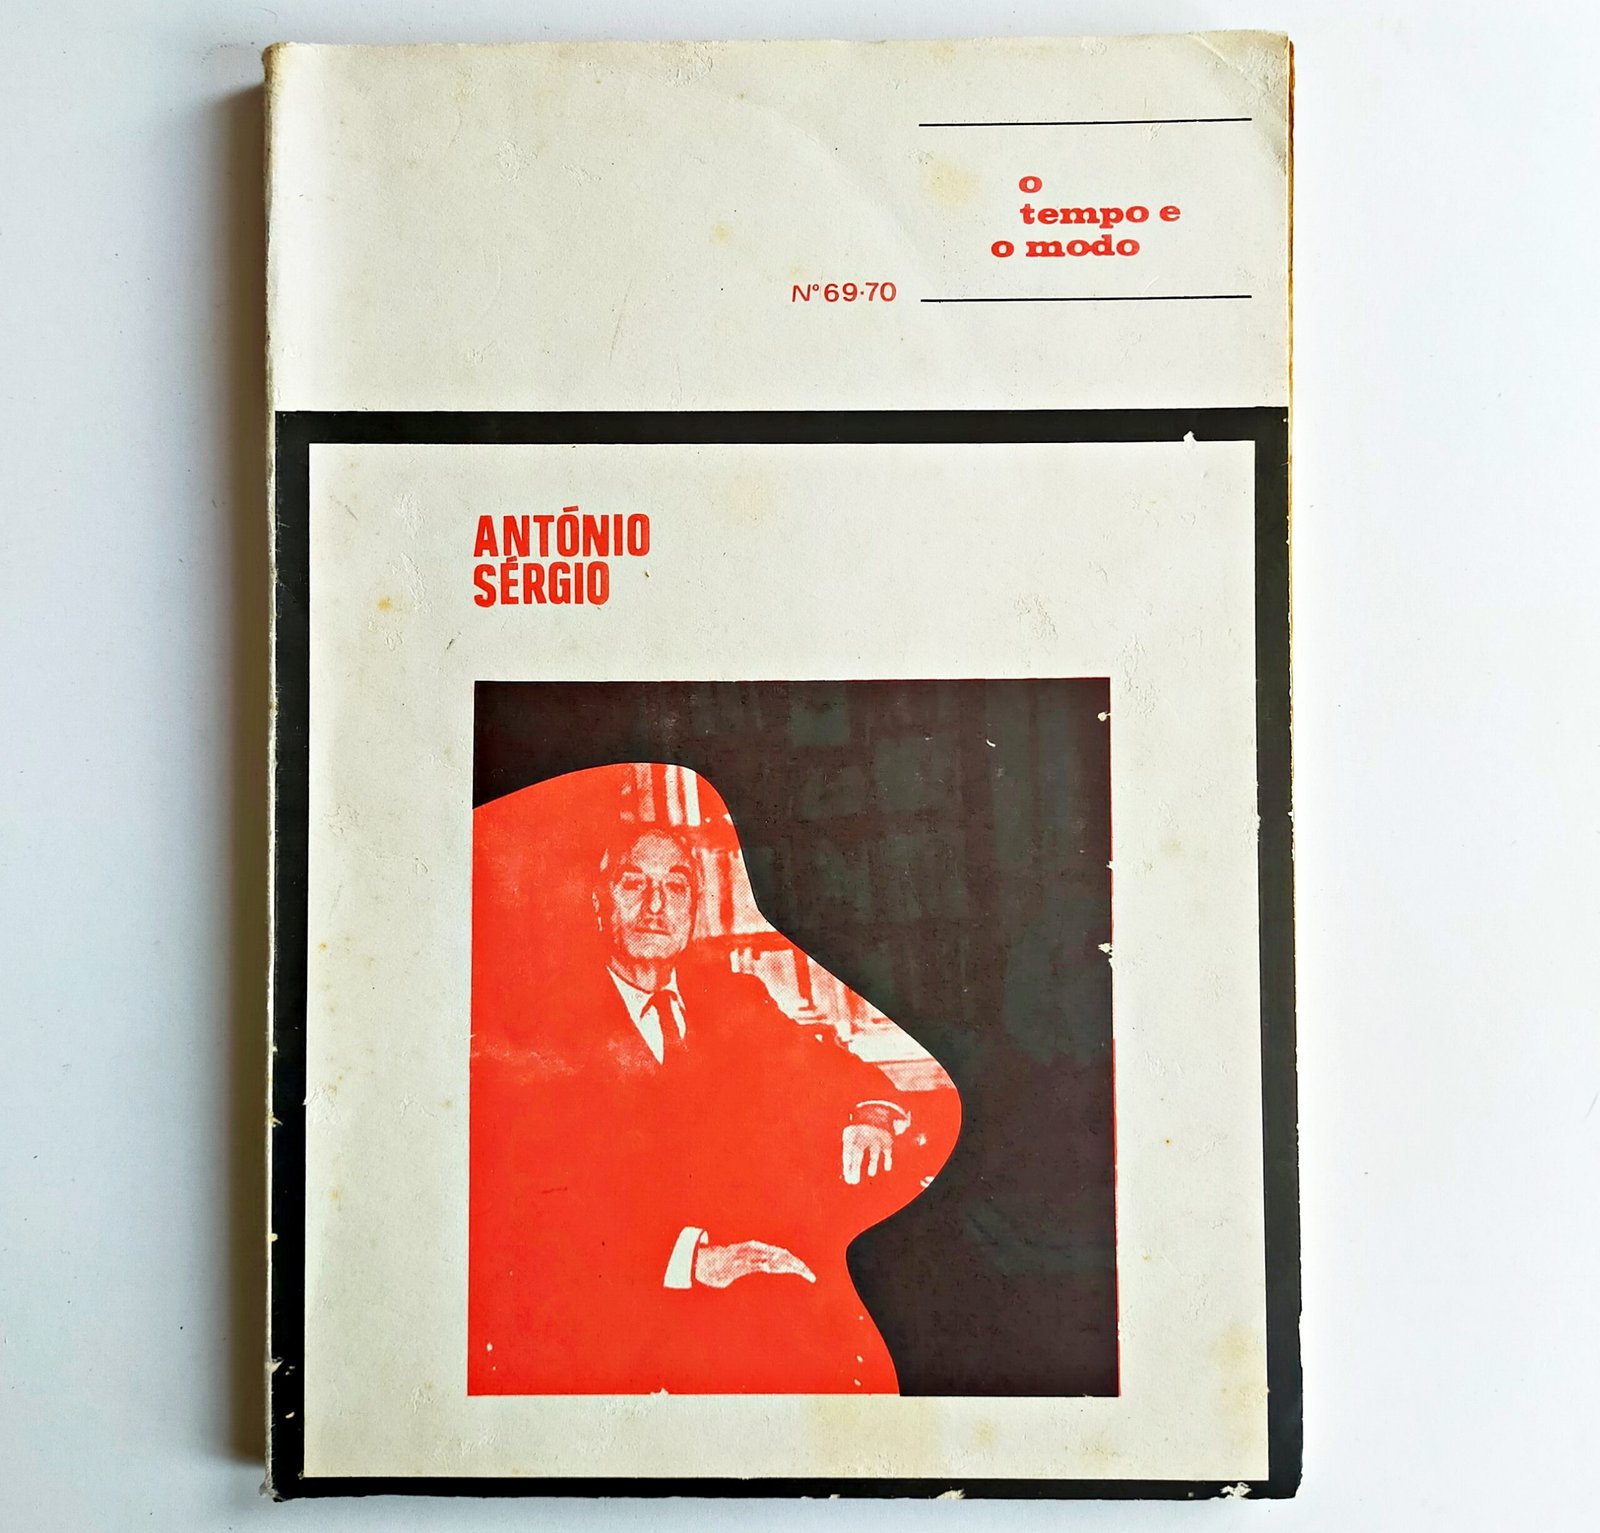 o
tempo e
o modo
Nº69·70
ANTÓNIO
SÉRGIO